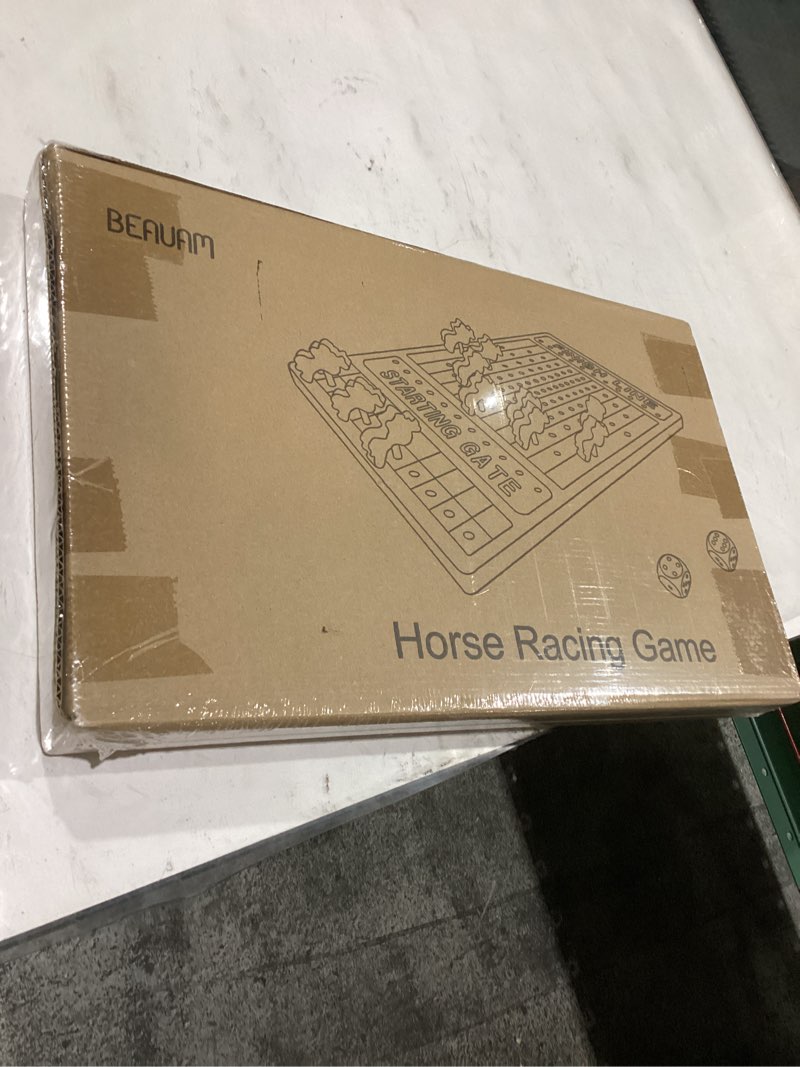 BEAUAM
STARTING GATE
Horse Racing Game